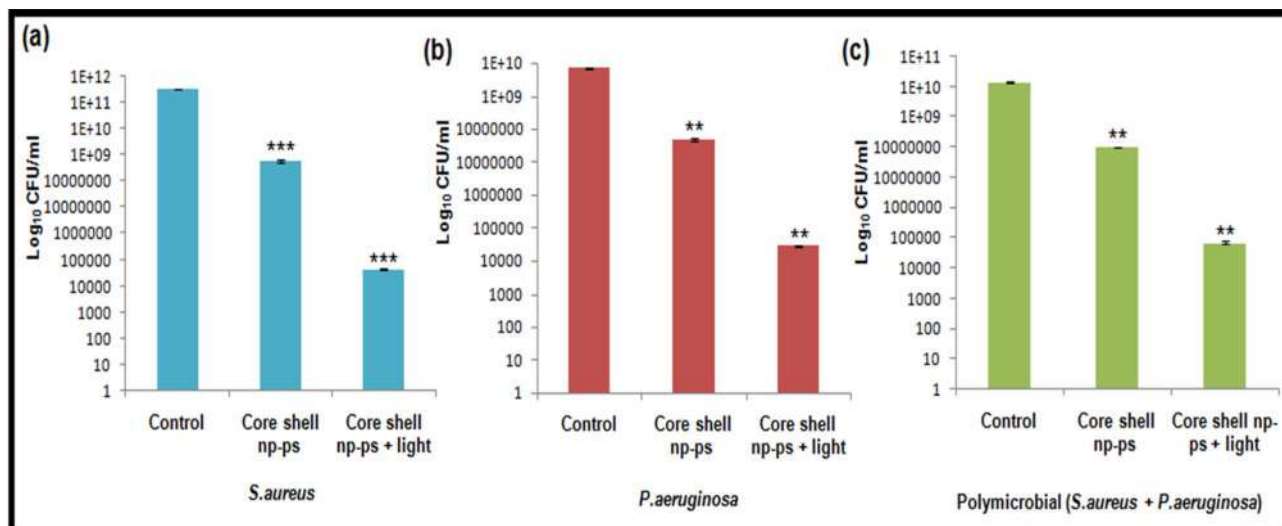 (a)
Log₁₀ CFU/ml
1E+12
1E+11
1E+10
1E+09
10000000
10000000
1000000
100000
10000
1000
100
10
1
***
***
Control
Core shell
np-ps
Core shell
np-ps + light
S.aureus
(b)
Log₁₀ CFU/ml
1E+10
1E+09
10000000
10000000
1000000
100000
10000
1000
100
10
1
**
**
Control
Core shell
np-ps
Core shell
np-ps + light
P.aeruginosa
(c)
Log₁₀ CFU/ml
1E+11
1E+10
1E+09
10000000
10000000
1000000
100000
10000
1000
100
10
1
**
**
Control
Core shell
np-ps
Core shell np-
ps + light
Polymicrobial (S.aureus + P.aeruginosa)